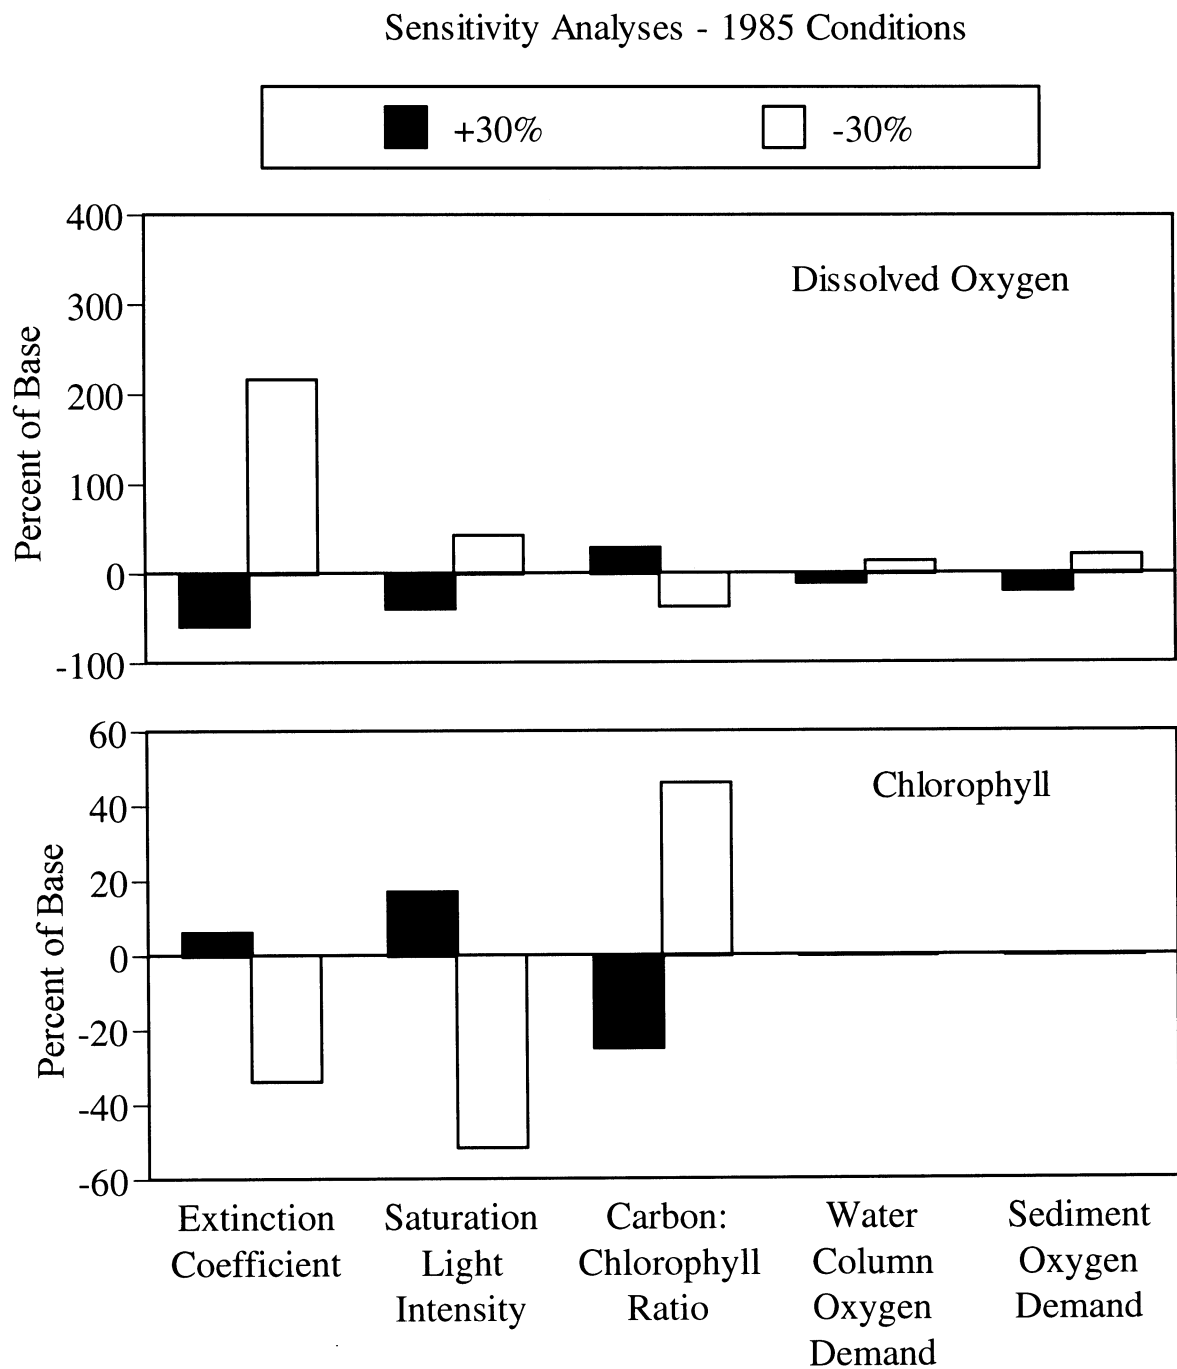 Sensitivity Analyses - 1985 Conditions
+30%
-30%
400
300
200
100
0
-100
Percent of Base
Dissolved Oxygen
60
40
20
0
-20
-40
-60
Percent of Base
Chlorophyll
Extinction
Coefficient
Saturation
Light
Intensity
Carbon:
Chlorophyll
Ratio
Water
Column
Oxygen
Demand
Sediment
Oxygen
Demand